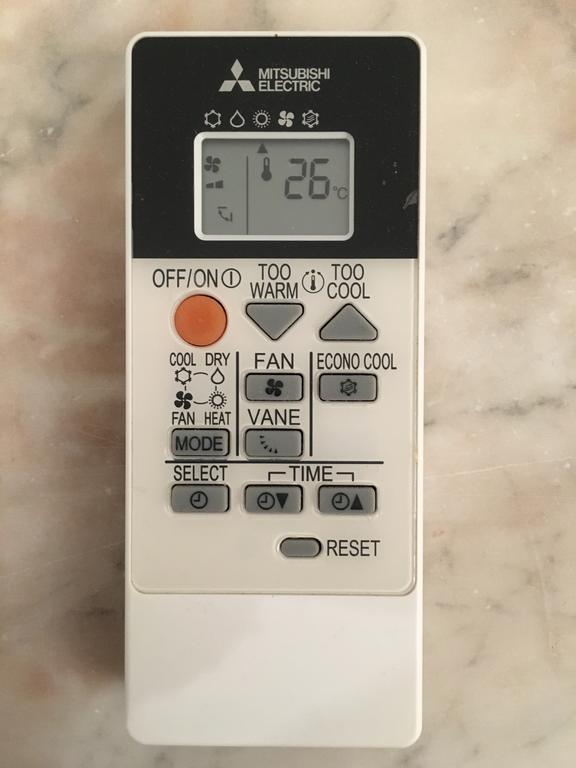 MITSUBISHI
ELECTRIC
26°C
OFF/ON
TOO WARM
TOO COOL
COOL DRY
FAN HEAT
MODE
FAN
VANE
ECONO COOL
SELECT
TIME
RESET